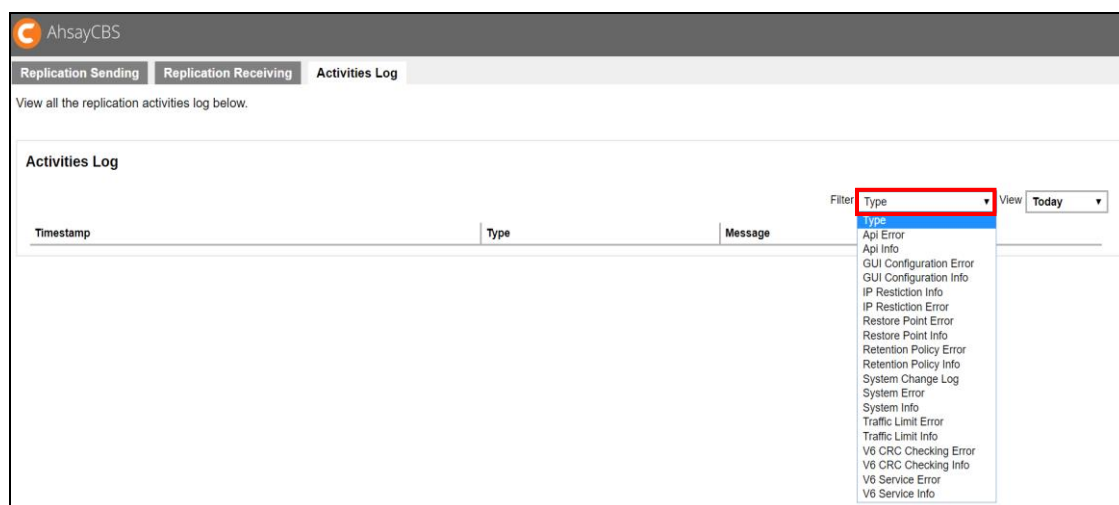 AhsayCBS
Replication Sending Replication Receiving Activities Log
View all the replication activities log below.
Activities Log
Filter Type View Today
Timestamp Type Message
Type
Api Error
Api Info
GUI Configuration Error
GUI Configuration Info
IP Restiction Info
IP Restiction Error
Restore Point Error
Restore Point Info
Retention Policy Error
Retention Policy Info
System Change Log
System Error
System Info
Traffic Limit Error
Traffic Limit Info
V6 CRC Checking Error
V6 CRC Checking Info
V6 Service Error
V6 Service Info